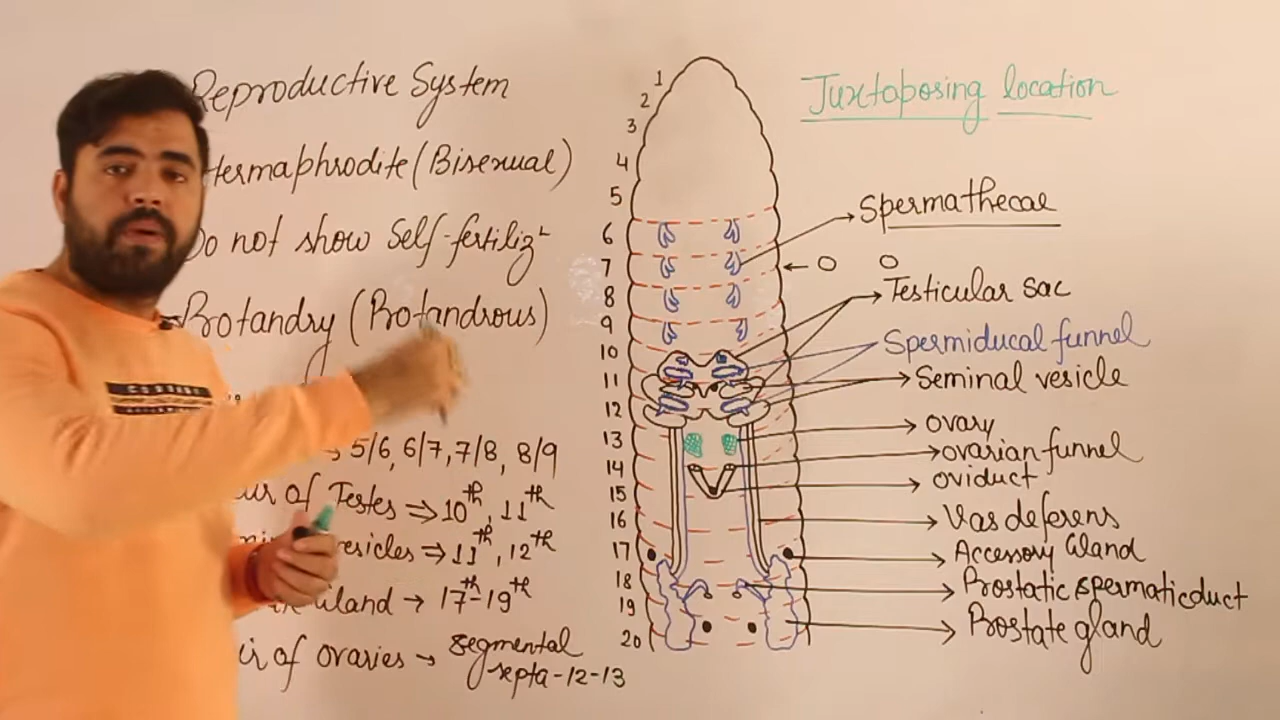 Reproductive System
Hermaphrodite (Bisexual)
Do not show Self-fertiliz
Protandry (Protandrous)
5/6, 6/7, 7/8, 8/9
of Testes ⇒ 10th, 11th
⇒ 11th, 12th
Gland → 17th-19th
of ovaries → segmental
septa-12-13
1
2
3
4
5
6
7
8
9
10
11
12
13
14
15
16
17
18
19
20
Juxtaposing location
Spermathecae
← O O
Testicular sac
Spermiducal funnel
Seminal vesicle
ovary
ovarian funnel
oviduct
Vas deferens
Accessory Gland
Prostatic spermatic duct
Prostate gland